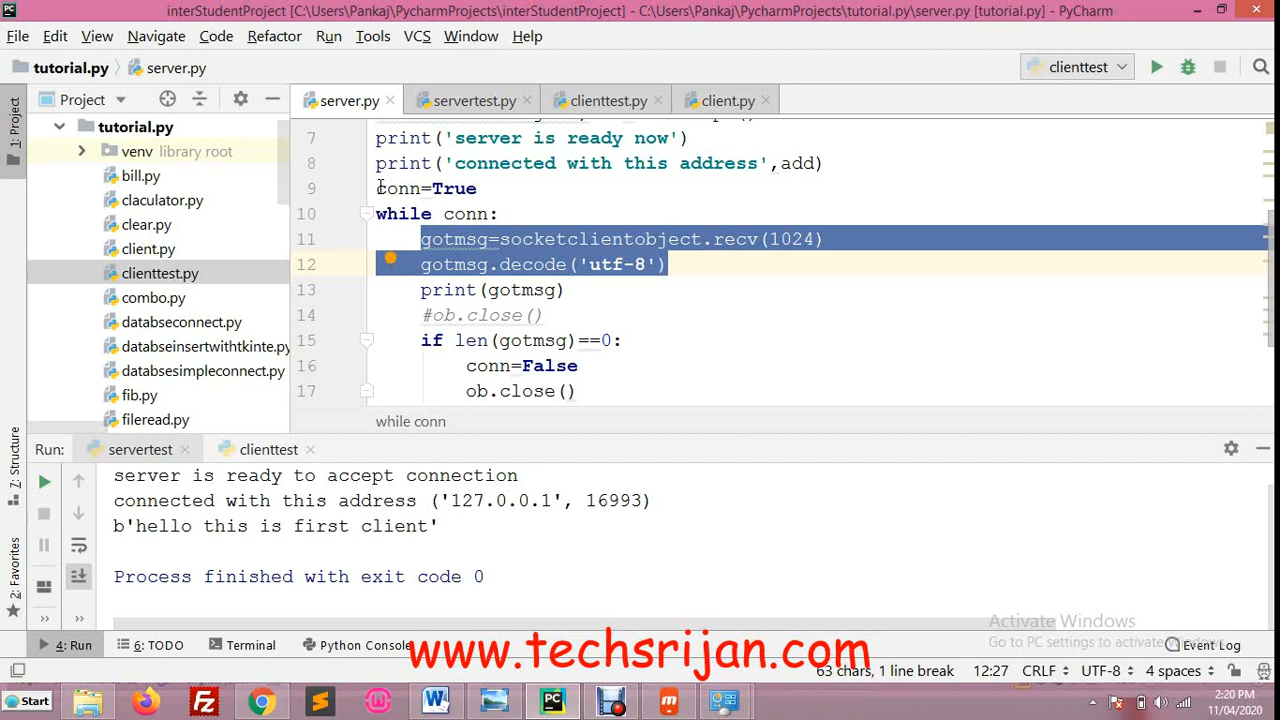 interStudentProject [C:\Users\Pankaj\PycharmProjects\interStudentProject] - C:\Users\Pankaj\PycharmProjects\tutorial.py\server.py [tutorial.py] - PyCharm
File Edit View Navigate Code Refactor Run Tools VCS Window Help
tutorial.py server.py clienttest
1: Project
Project
server.py servertest.py clienttest.py client.py
tutorial.py
venv library root
bill.py
claculator.py
clear.py
client.py
clienttest.py
combo.py
databseconnect.py
databseinsertwithtkinte.py
databsesimpleconnect.py
fib.py
fileread.py
7 print('server is ready now')
8 print('connected with this address',add)
9 conn=True
10 while conn:
11 gotmsg=socketclientobject.recv(1024)
12 gotmsg.decode('utf-8')
13 print(gotmsg)
14 #ob.close()
15 if len(gotmsg)==0:
16 conn=False
17 ob.close()
while conn
Z: Structure
2: Favorites
Run: servertest clienttest
server is ready to accept connection
connected with this address ('127.0.0.1', 16993)
b'hello this is first client'
Process finished with exit code 0
Activate Windows
Go to PC settings to activate Windows.
4: Run 6: TODO Terminal Python Console Event Log
www.techsrijan.com
63 chars, 1 line break 12:27 CRLF UTF-8 4 spaces
Start
2:20 PM
11/04/2020